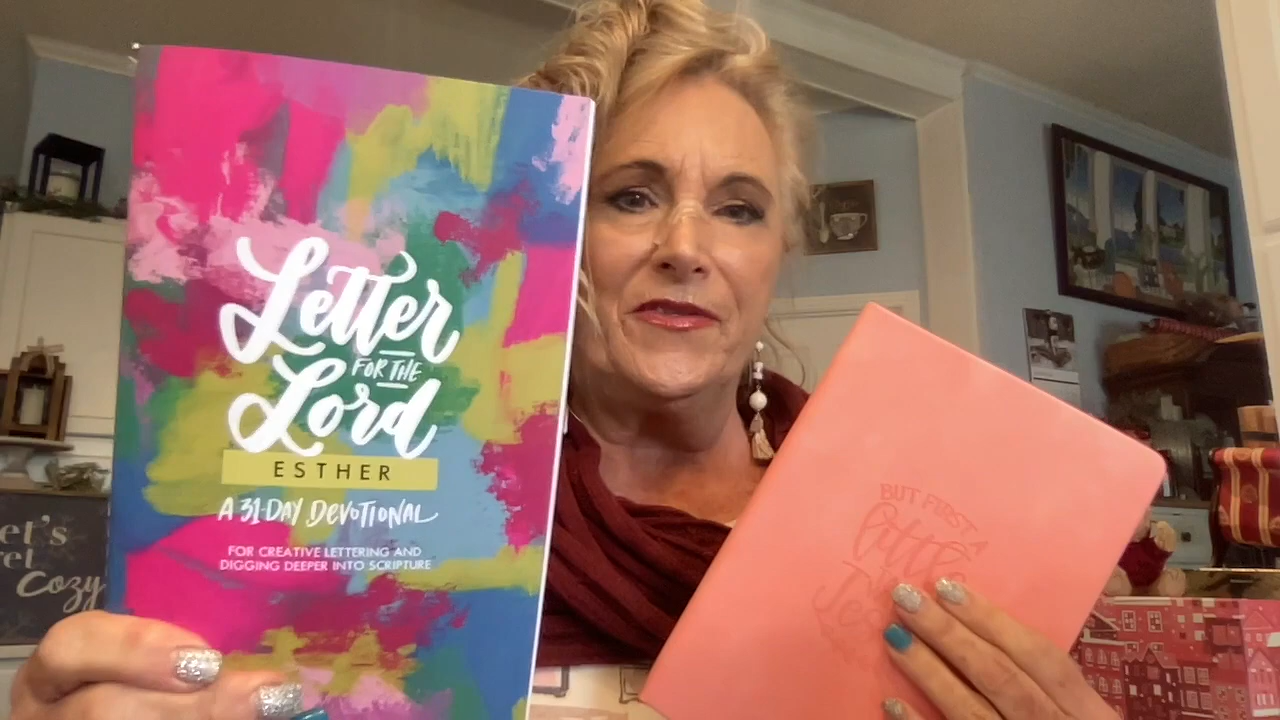 Letter
FOR THE
Lord
ESTHER
A 31-DAY DEVOTIONAL
FOR CREATIVE LETTERING AND
DIGGING DEEPER INTO SCRIPTURE
BUT FIRST A
little
Cozy